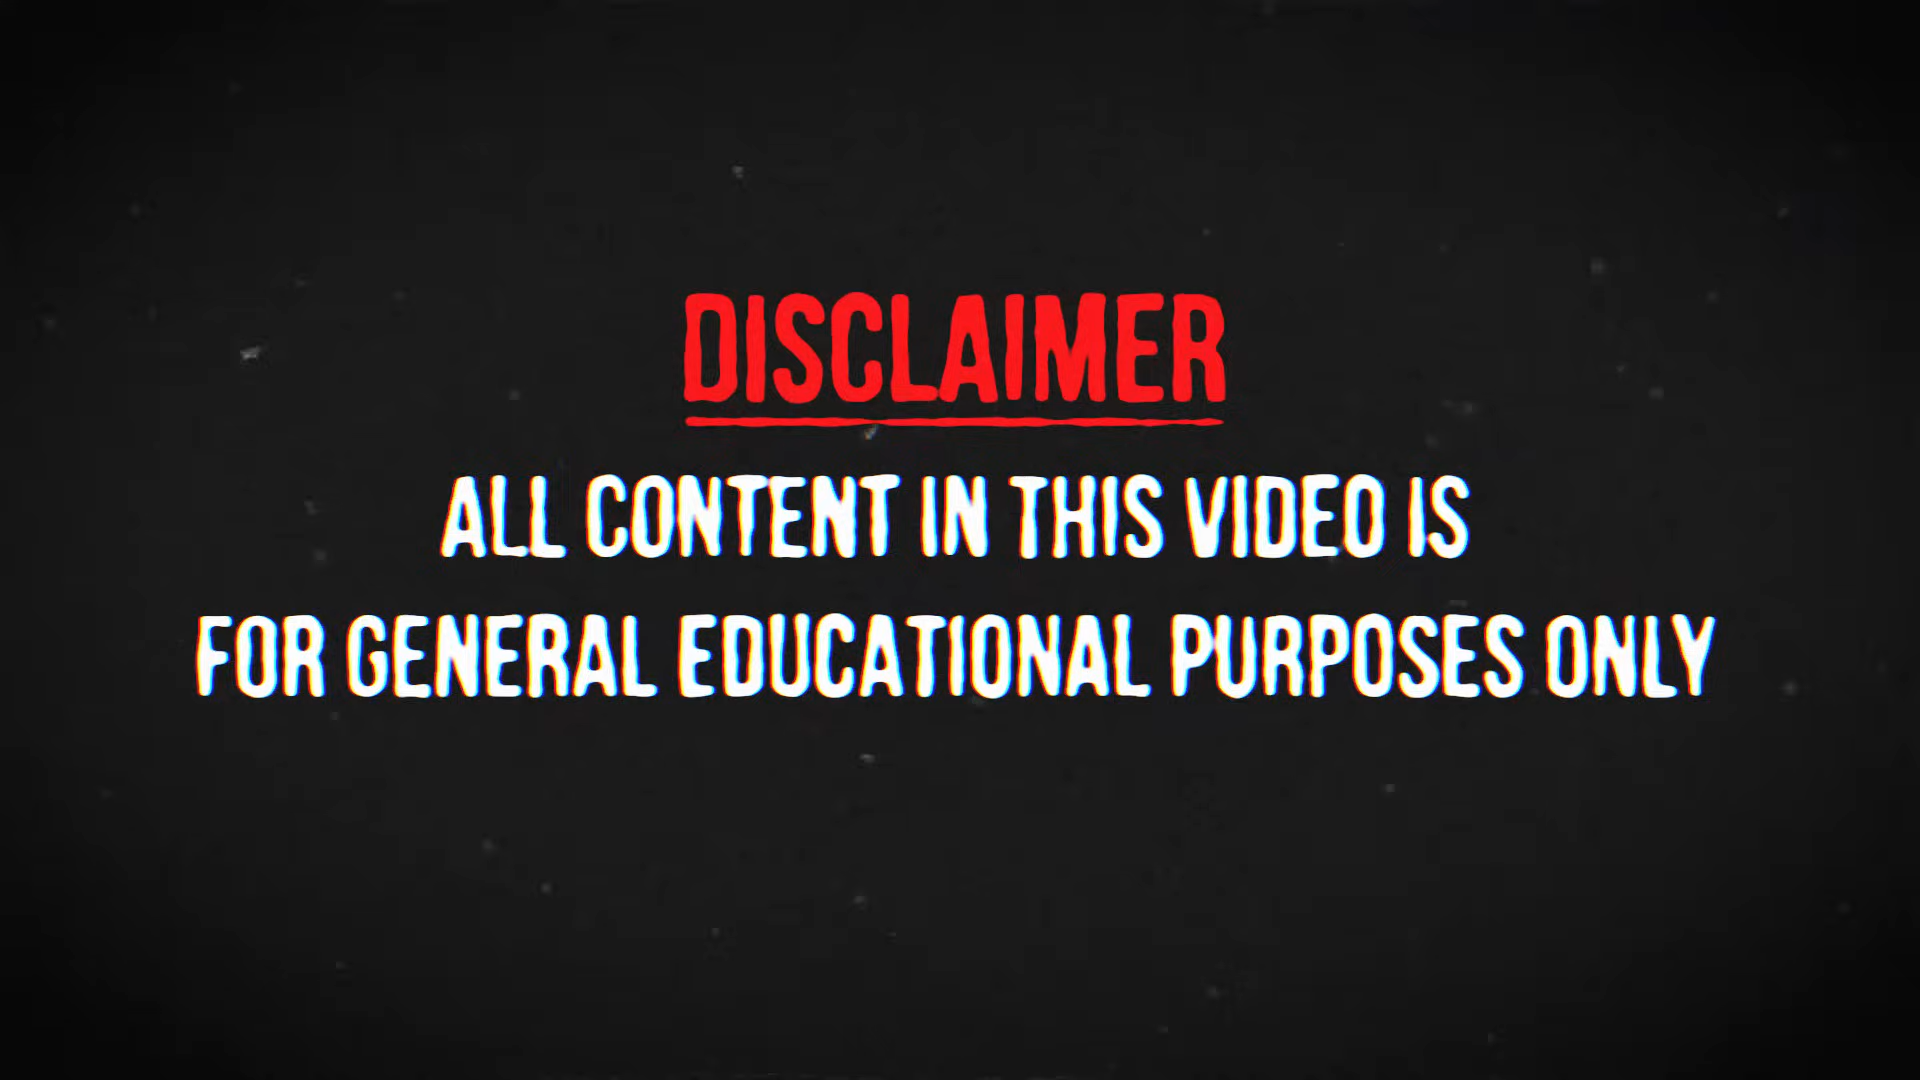 DISCLAIMER
ALL CONTENT IN THIS VIDEO IS
FOR GENERAL EDUCATIONAL PURPOSES ONLY